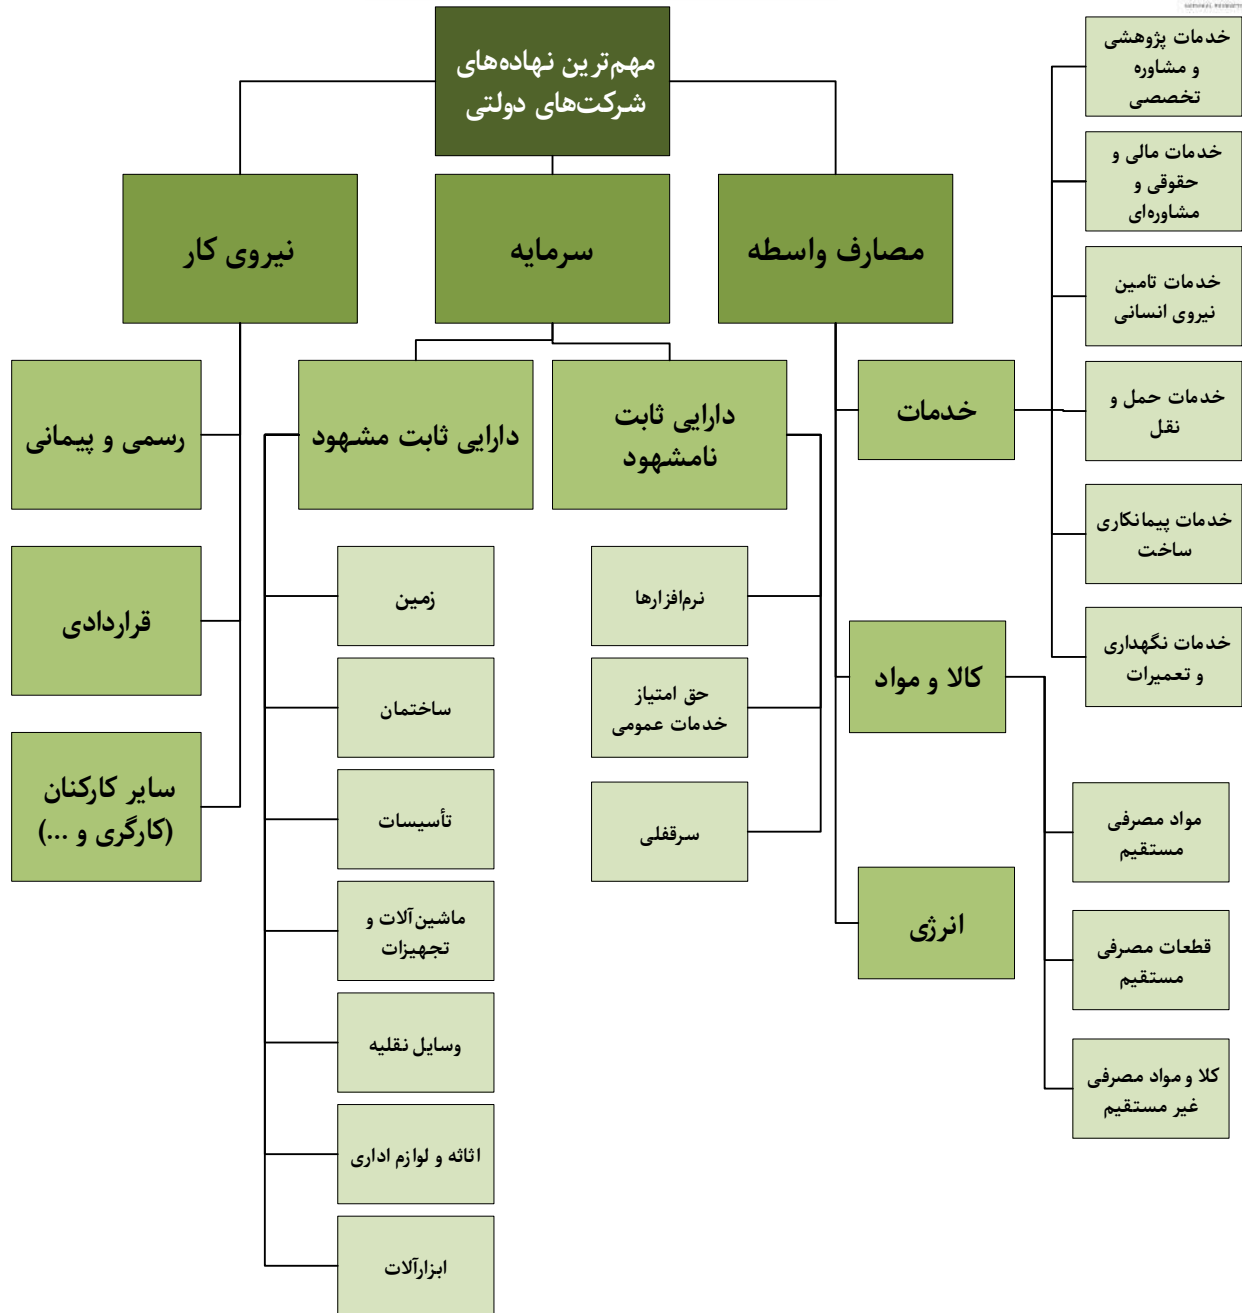 مهم‌ترین نهاده‌های
شرکت‌های دولتی
مصارف واسطه
سرمایه
نیروی کار
خدمات
خدمات پژوهشی
و مشاوره
تخصصی
خدمات مالی و
حقوقی و
مشاوره‌ای
خدمات تامین
نیروی انسانی
خدمات حمل و
نقل
خدمات پیمانکاری
ساخت
خدمات نگهداری
و تعمیرات
کالا و مواد
مواد مصرفی
مستقیم
قطعات مصرفی
مستقیم
کلا و مواد مصرفی
غیر مستقیم
انرژی
دارایی ثابت
نامشهود
نرم‌افزارها
حق امتیاز
خدمات عمومی
سرقفلی
دارایی ثابت مشهود
زمین
ساختمان
تأسیسات
ماشین‌آلات و
تجهیزات
وسایل نقلیه
اثاثه و لوازم اداری
ابزارآلات
رسمی و پیمانی
قراردادی
سایر کارکنان
(کارگری و ...)